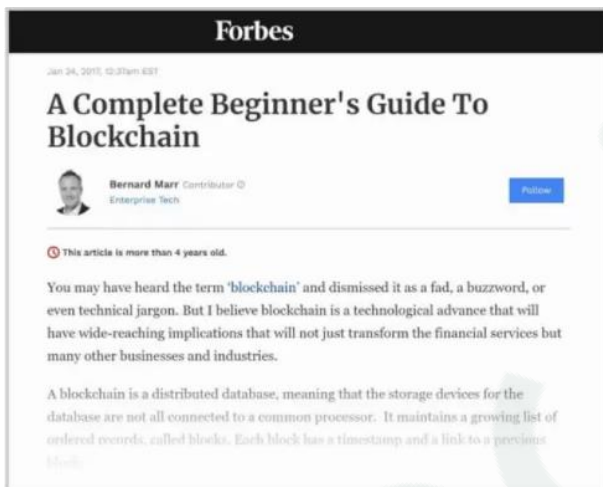 Forbes
Jan 24, 2017, 12:37am EST
A Complete Beginner's Guide To
Blockchain
Bernard Marr Contributor
Enterprise Tech
Follow
This article is more than 4 years old.
You may have heard the term 'blockchain' and dismissed it as a fad, a buzzword, or
even technical jargon. But I believe blockchain is a technological advance that will
have wide-reaching implications that will not just transform the financial services but
many other businesses and industries.
A blockchain is a distributed database, meaning that the storage devices for the
database are not all connected to a common processor. It maintains a growing list of
ordered records, called blocks. Each block has a timestamp and a link to a previous
block.